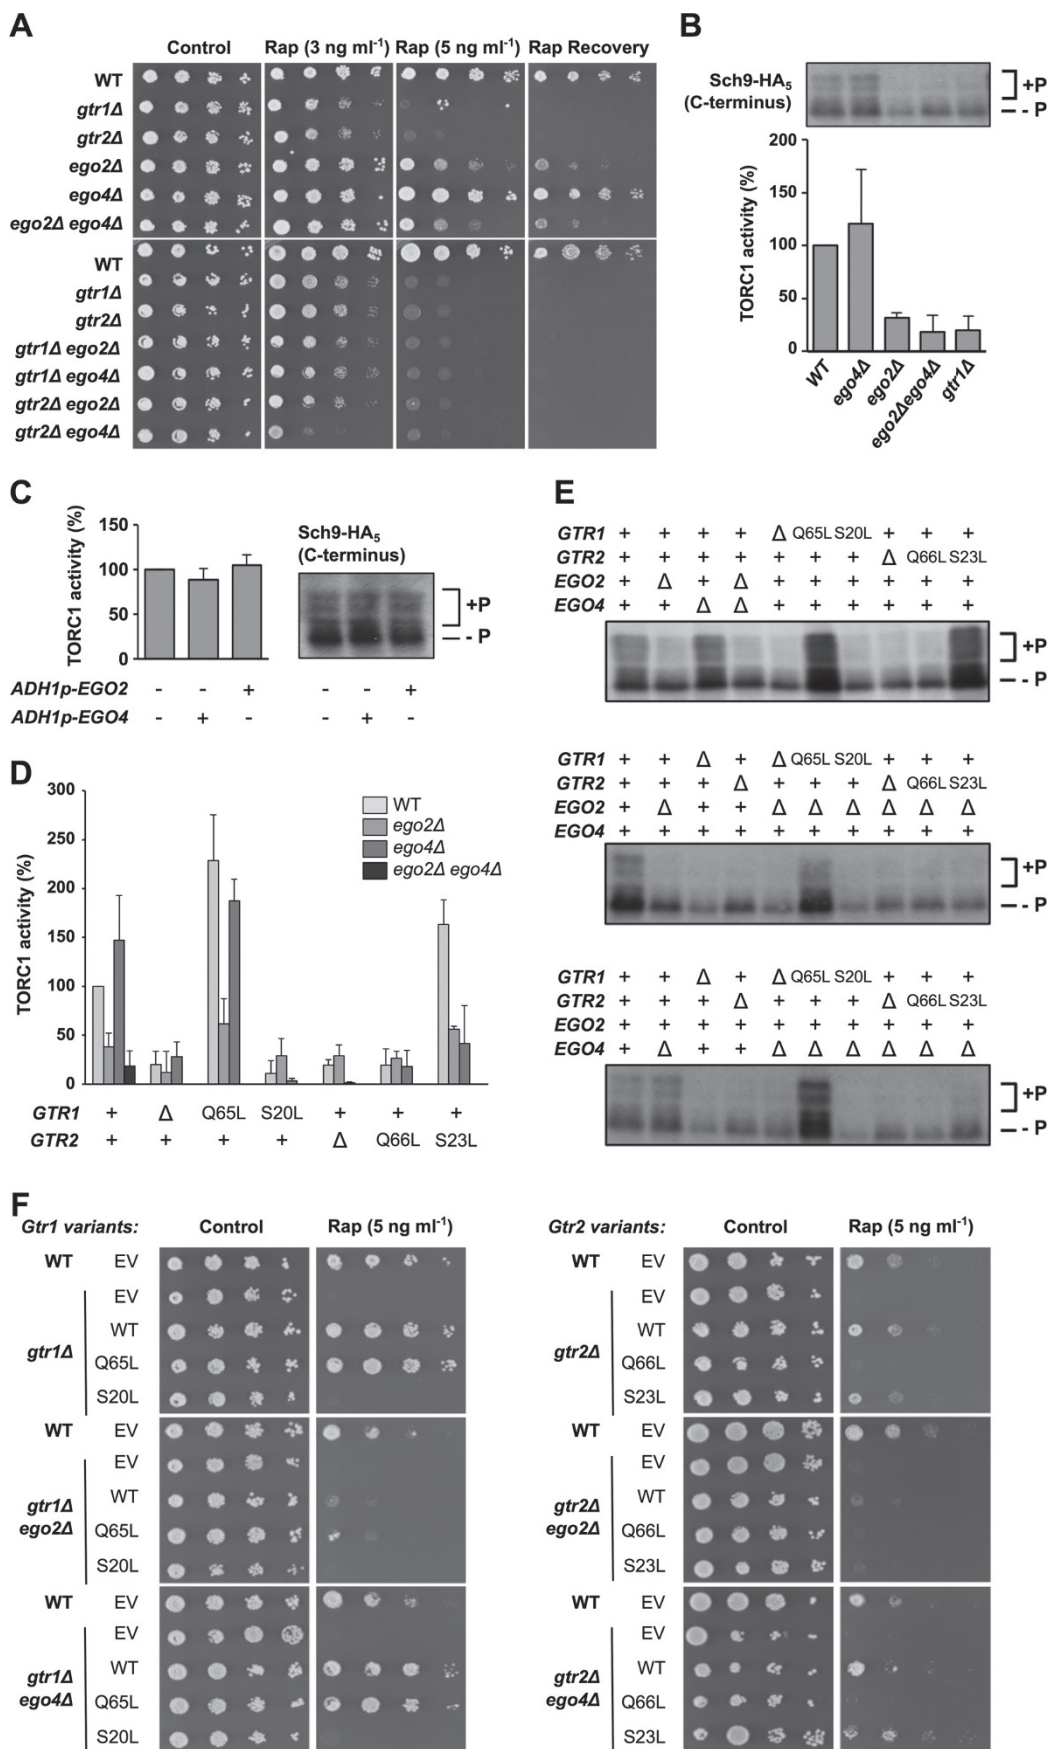 A
Control Rap (3 ng ml-1) Rap (5 ng ml-1) Rap Recovery
WT
gtr1Δ
gtr2Δ
ego2Δ
ego4Δ
ego2Δ ego4Δ
WT
gtr1Δ
gtr2Δ
gtr1Δ ego2Δ
gtr1Δ ego4Δ
gtr2Δ ego2Δ
gtr2Δ ego4Δ
B
Sch9-HA5
(C-terminus)
+P
- P
TORC1 activity (%)
200
150
100
50
0
WT ego4Δ ego2Δ ego2Δego4Δ gtr1Δ
C
TORC1 activity (%)
150
100
50
0
Sch9-HA5
(C-terminus)
+P
- P
ADH1p-EGO2 - - + - - +
ADH1p-EGO4 - + - - + -
D
TORC1 activity (%)
300
250
200
150
100
50
0
WT
ego2Δ
ego4Δ
ego2Δ ego4Δ
GTR1 + Δ Q65L S20L + + +
GTR2 + + + + Δ Q66L S23L
E
GTR1 + + + + Δ Q65L S20L + + +
GTR2 + + + + + + + Δ Q66L S23L
EGO2 + Δ + Δ + + + + + +
EGO4 + + Δ Δ + + + + + +
+P
- P
GTR1 + + Δ + Δ Q65L S20L + + +
GTR2 + + + Δ + + + Δ Q66L S23L
EGO2 + Δ + + Δ Δ Δ Δ Δ Δ
EGO4 + + + + + + + + + +
+P
- P
GTR1 + + Δ + Δ Q65L S20L + + +
GTR2 + + + Δ + + + Δ Q66L S23L
EGO2 + + + + + + + + + +
EGO4 + Δ + + Δ Δ Δ Δ Δ Δ
+P
- P
F
Gtr1 variants: Control Rap (5 ng ml-1)
WT EV
gtr1Δ
EV
WT
Q65L
S20L
WT EV
gtr1Δ
ego2Δ
EV
WT
Q65L
S20L
WT EV
gtr1Δ
ego4Δ
EV
WT
Q65L
S20L
Gtr2 variants: Control Rap (5 ng ml-1)
WT EV
gtr2Δ
EV
WT
Q66L
S23L
WT EV
gtr2Δ
ego2Δ
EV
WT
Q66L
S23L
WT EV
gtr2Δ
ego4Δ
EV
WT
Q66L
S23L